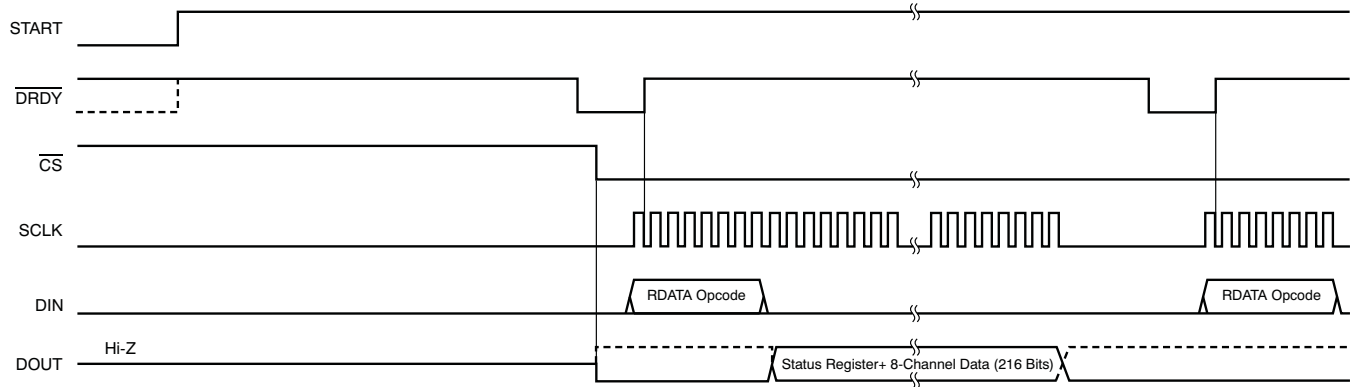 START
DRDY
CS
SCLK
DIN
RDATA Opcode
RDATA Opcode
DOUT
Hi-Z
Status Register+ 8-Channel Data (216 Bits)